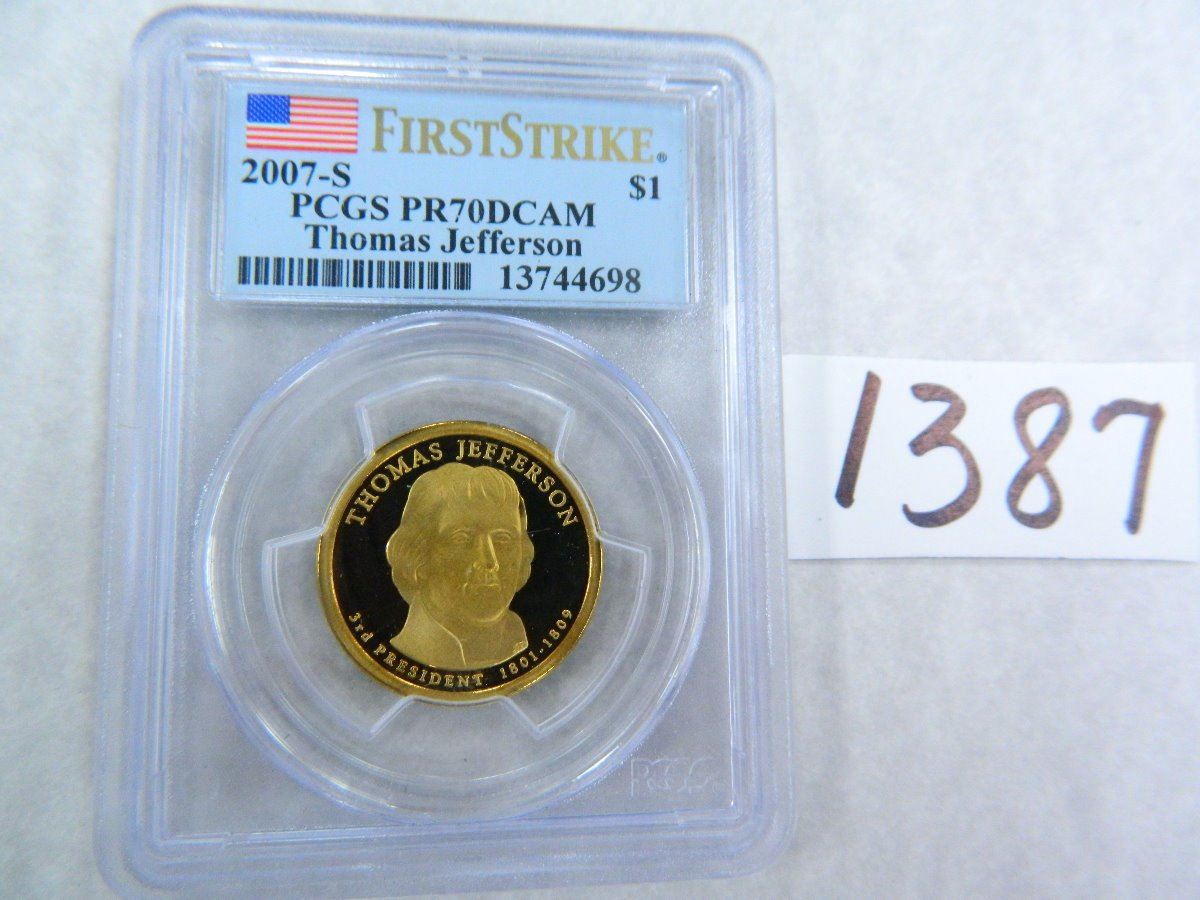 FIRSTSTRIKE®
2007-S $1
PCGS PR70DCAM
Thomas Jefferson
13744698
THOMAS JEFFERSON
3rd PRESIDENT 1801-1809
PCGS
1387